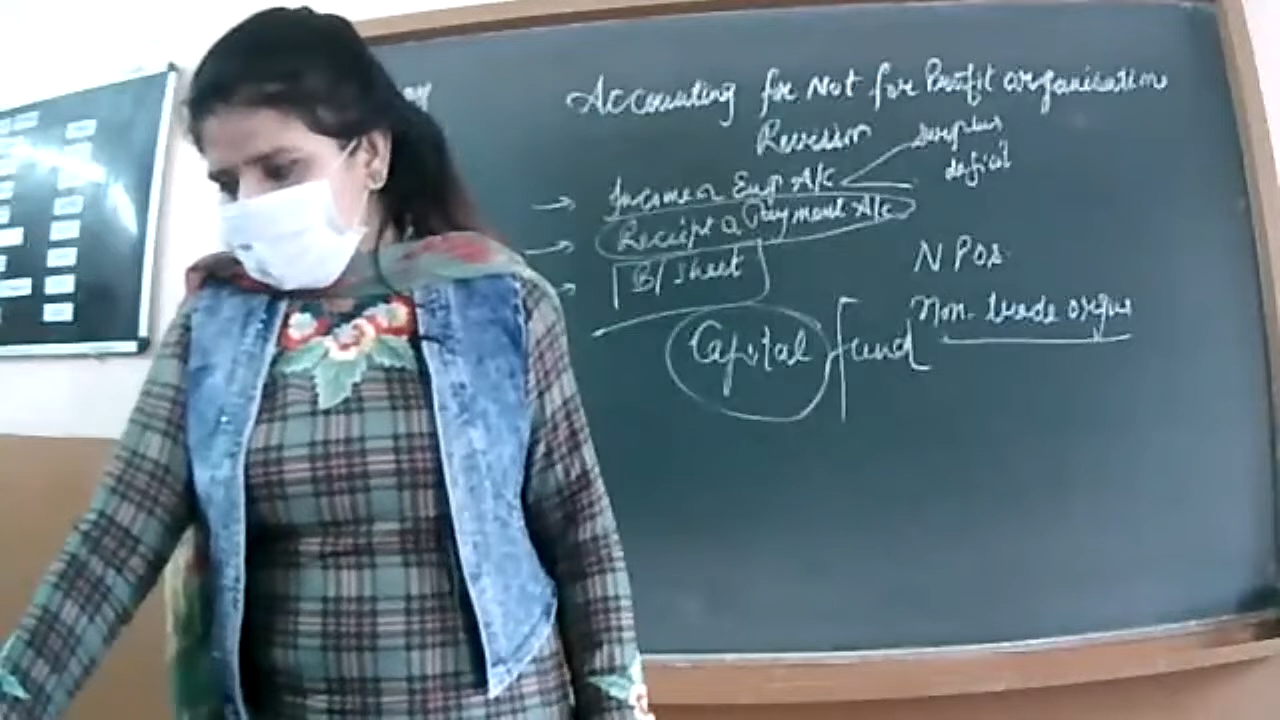 Accounting for Not for Profit organisation
Revision
Income & Exp A/c
surplus
deficit
Reciept & Payment A/c
B/Sheet
NPOs
Non-trade orgns
Capital fund